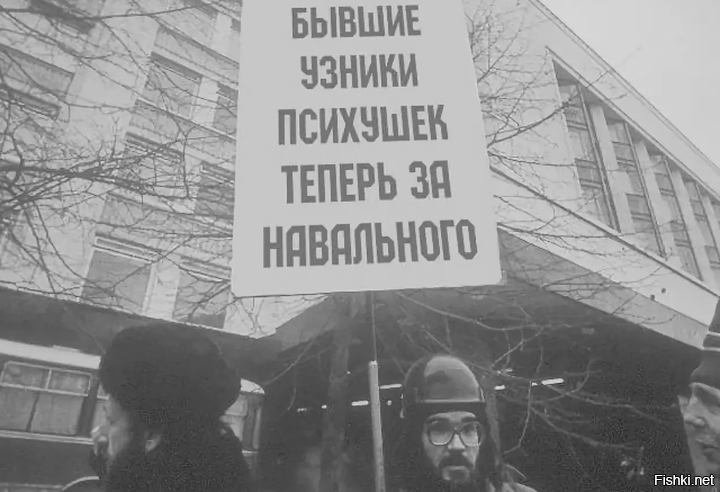 БЫВШИЕ
УЗНИКИ
ПСИХУШЕК
ТЕПЕРЬ ЗА
НАВАЛЬНОГО
Fishki.net